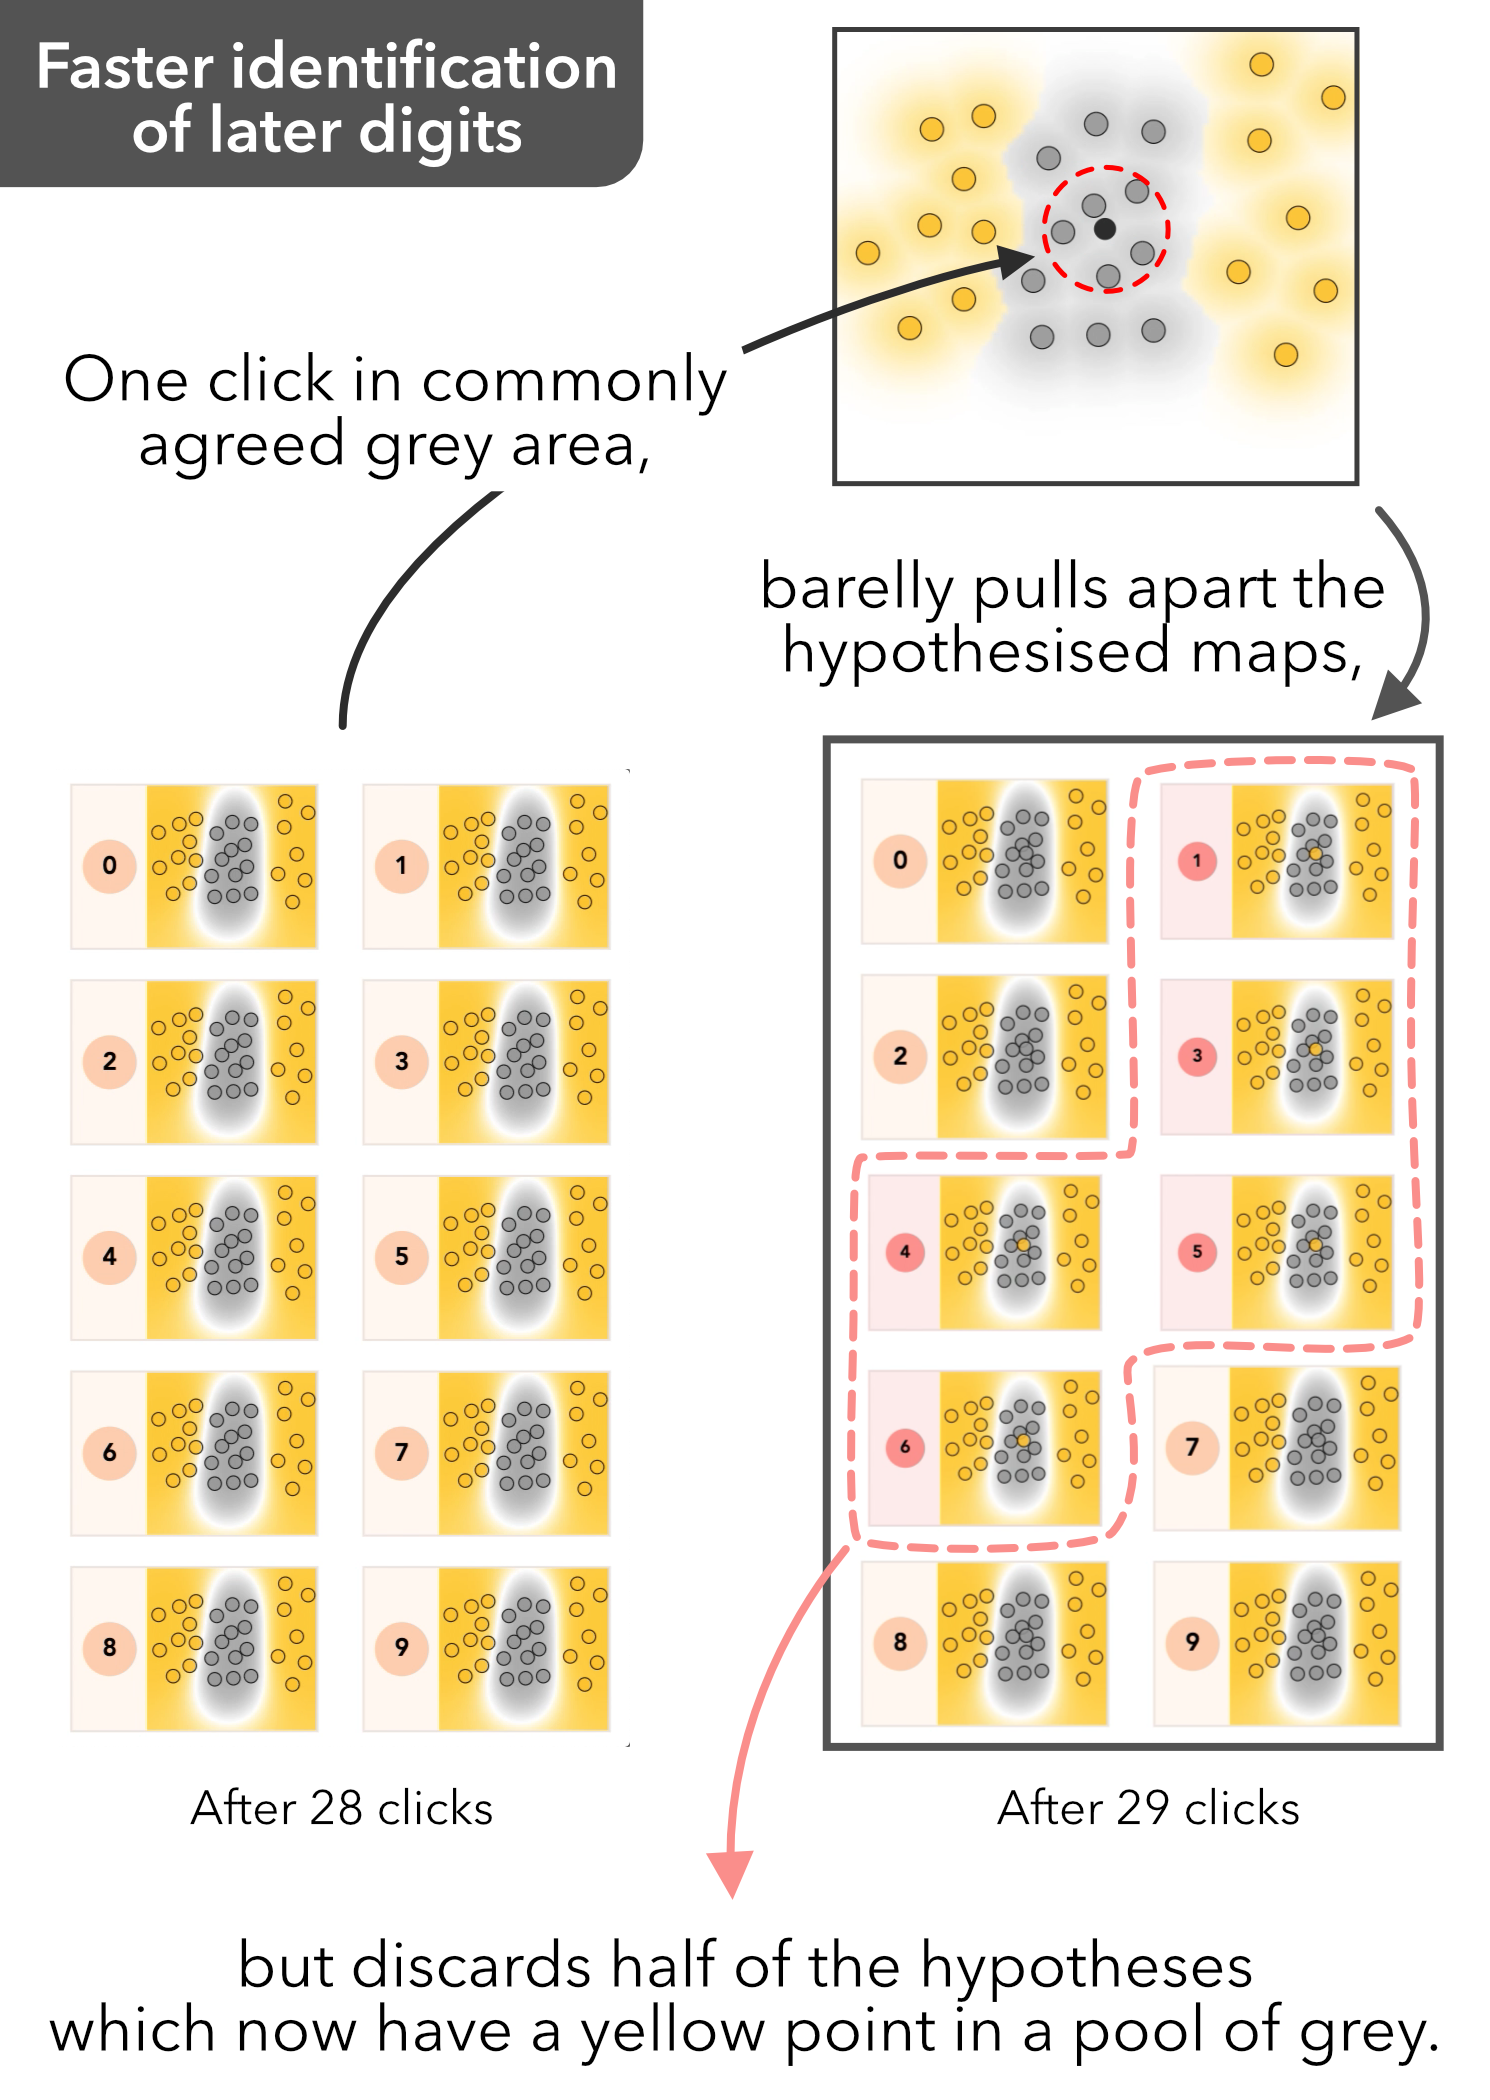 Faster identification
of later digits
One click in commonly
agreed grey area,
barelly pulls apart the
hypothesised maps,
0
1
2
3
4
5
6
7
8
9
After 28 clicks
0
1
2
3
4
5
6
7
8
9
After 29 clicks
but discards half of the hypotheses
which now have a yellow point in a pool of grey.